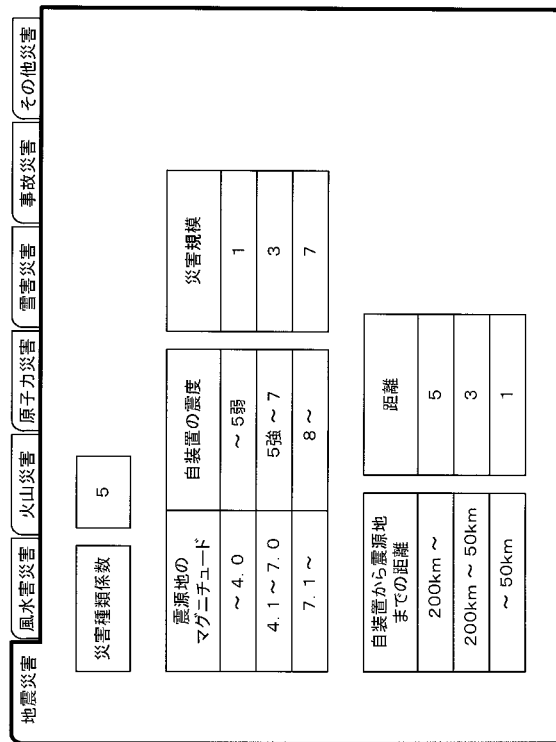 地震災害 風水害災害 火山災害 原子力災害 雪害災害 事故災害 その他災害
災害種類係数 5
震源地の
マグニチュード 自装置の震度 災害規模
～4.0 ～5弱 1
4.1～7.0 5強～7 3
7.1～ 8～ 7
自装置から震源地
までの距離 距離
200km～ 5
200km～50km 3
～50km 1